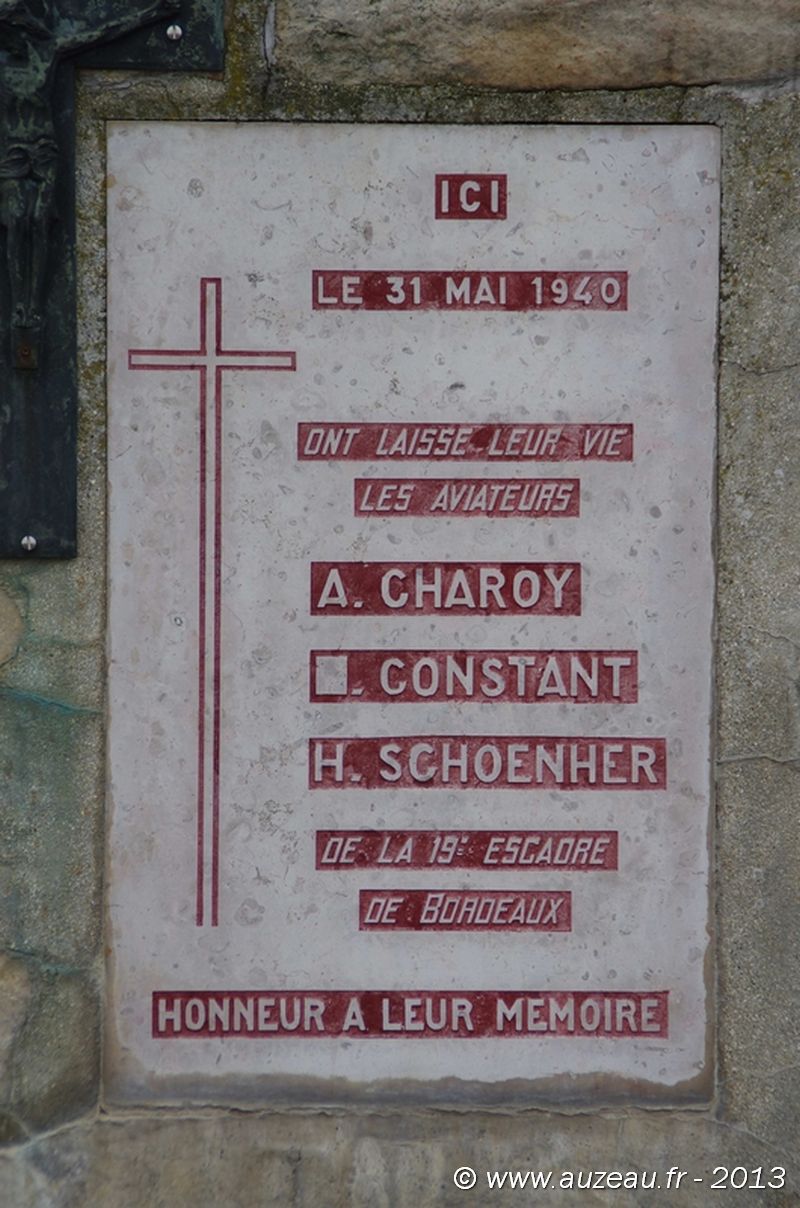 ICI
LE 31 MAI 1940
ONT LAISSE LEUR VIE
LES AVIATEURS
A. CHAROY
■. CONSTANT
H. SCHOENHER
DE LA 19E ESCADRE
DE BORDEAUX
HONNEUR A LEUR MEMOIRE
© www.auzeau.fr - 2013